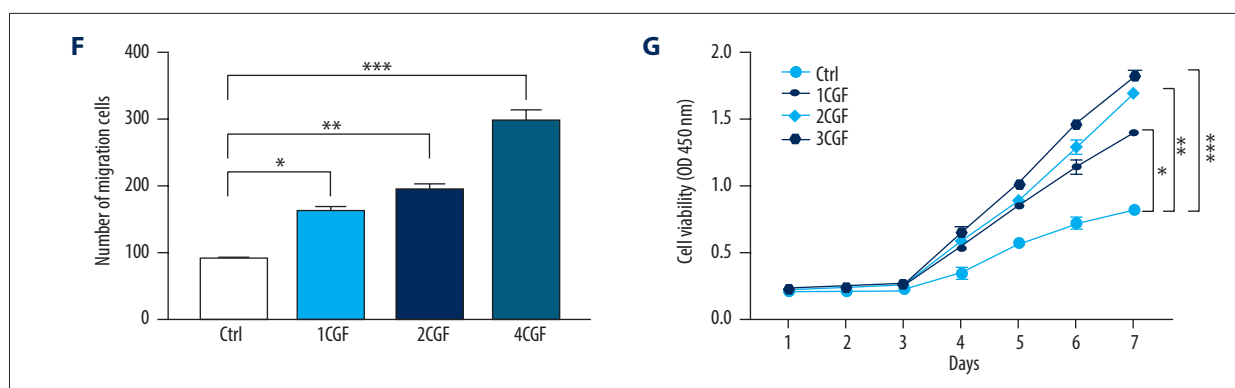 F
Number of migration cells
400
300
200
100
0
*
**
***
Ctrl
1CGF
2CGF
4CGF
G
Cell viability (OD 450 nm)
2.0
1.5
1.0
0.5
0.0
Ctrl
1CGF
2CGF
3CGF
*
**
***
1 2 3 4 5 6 7
Days